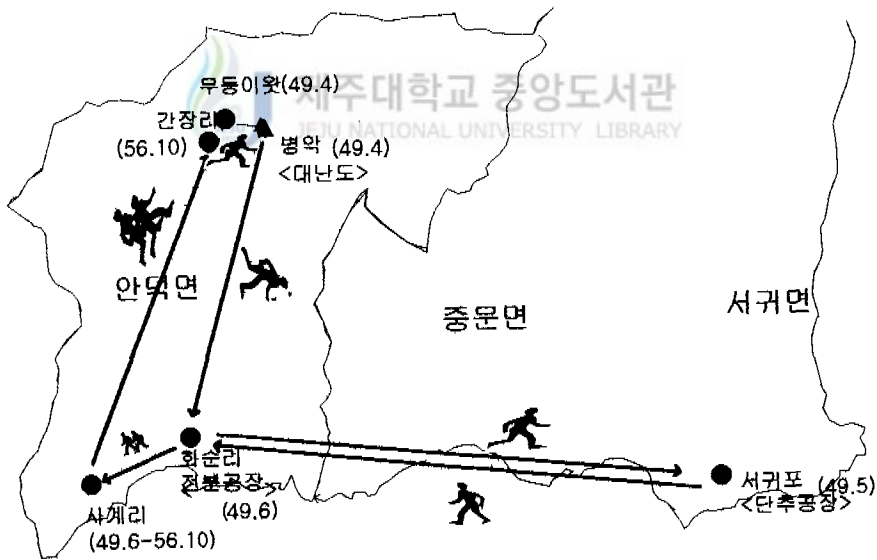 무등이왓(49.4)
제주대학교 중앙도서관
JEJU NATIONAL UNIVERSITY LIBRARY
간장리
(56.10)
병악 (49.4)
<대난도>
안덕면
중문면
서귀면
화순리
<전분공장>
(49.6)
사계리
(49.6-56.10)
서귀포 (49.5)
<단추공장>